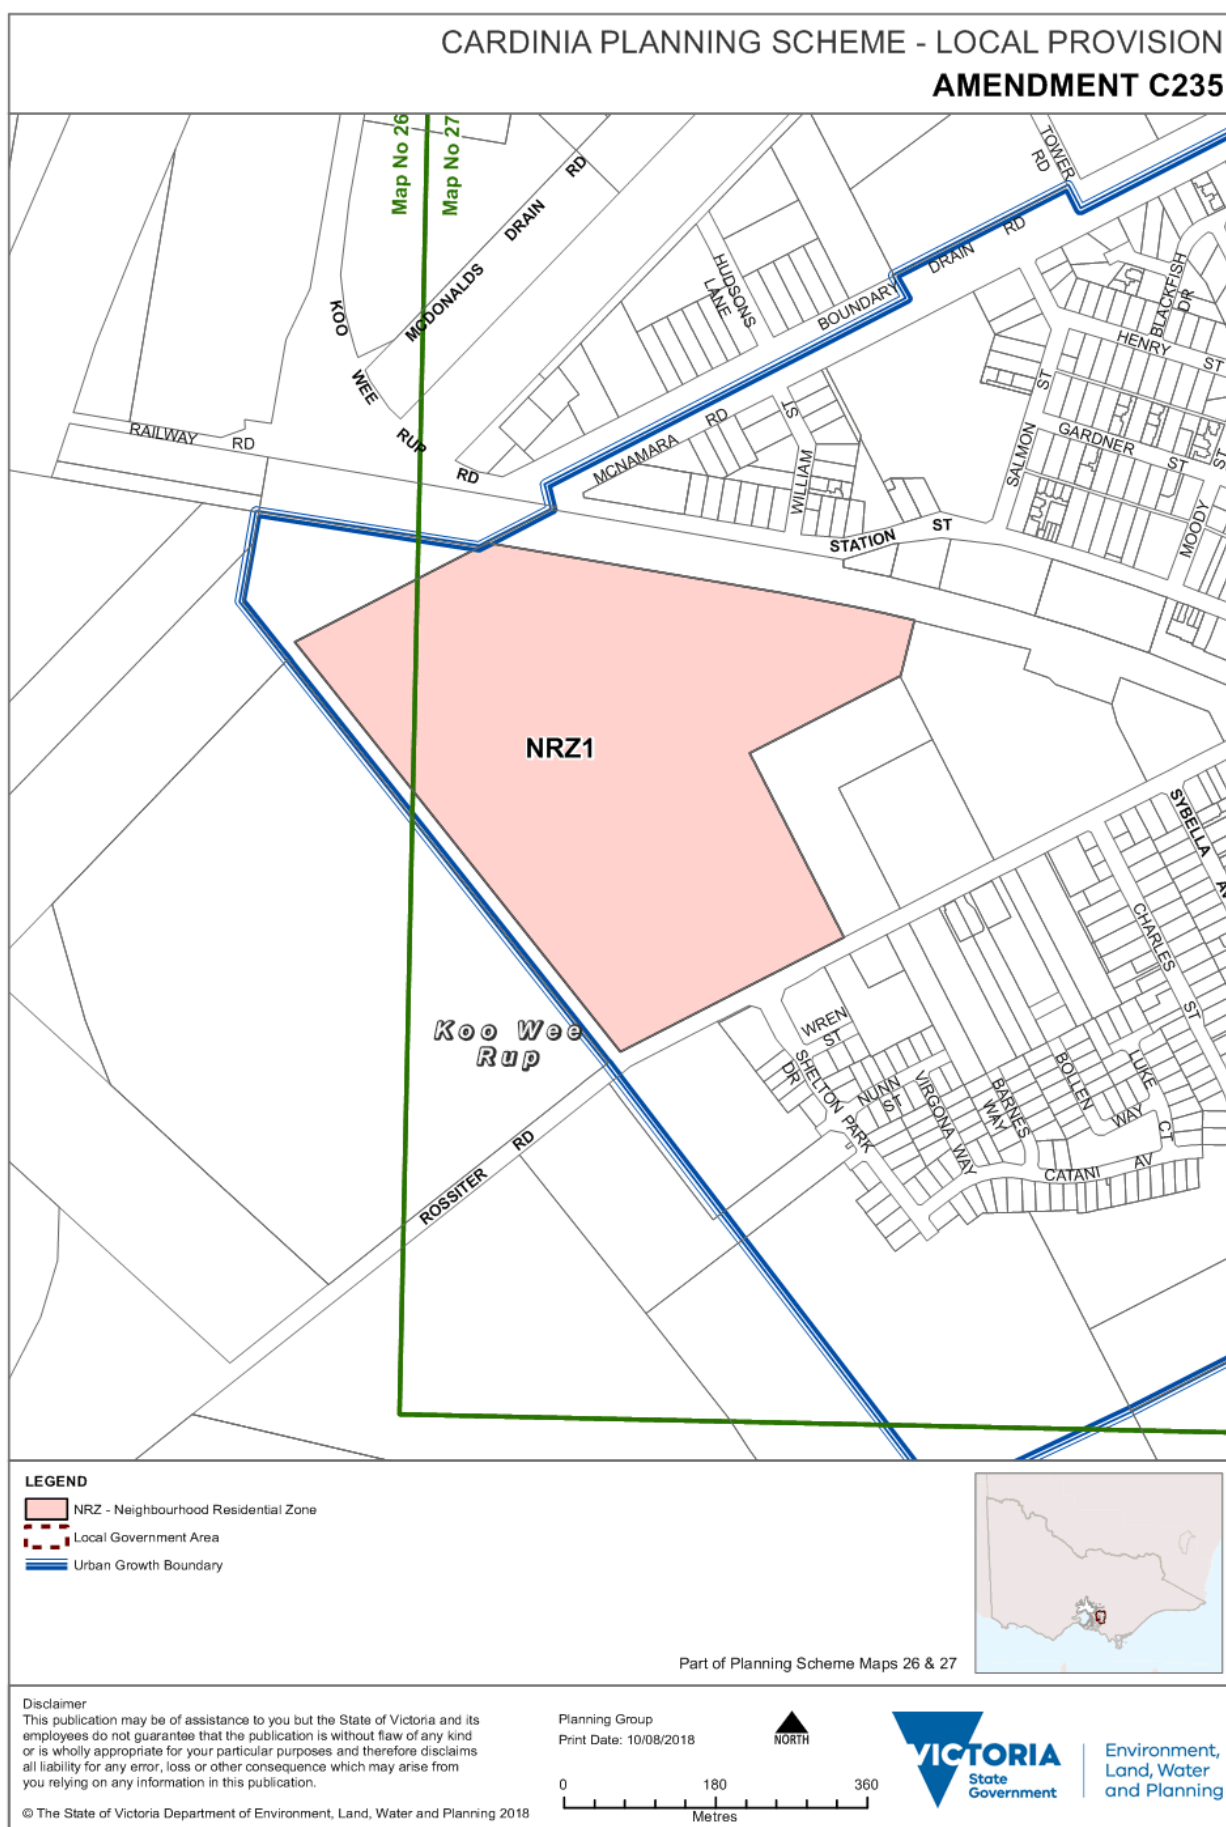 CARDINIA PLANNING SCHEME - LOCAL PROVISION
AMENDMENT C235
Map No 26
Map No 27
KOO
WEE
RUP
RD
MCDONALDS
DRAIN
RD
RAILWAY
RD
HUDSONS
LANE
BOUNDARY
DRAIN
RD
TOWER
RD
BLACKFISH
DR
HENRY
ST
GARDNER
ST
SALMON
ST
MOODY
ST
MCNAMARA
RD
WILLIAM
ST
STATION
ST
NRZ1
SYBELLA
CHARLES
ST
Koo Wee
Rup
WREN
ST
SHELTON PARK
DR
NUNN
ST
VIRGONA
WAY
BARNES
WAY
BOLLEN
WAY
LUKE
CT
CATANI
AV
ROSSITER
RD
LEGEND
NRZ - Neighbourhood Residential Zone
Local Government Area
Urban Growth Boundary
Part of Planning Scheme Maps 26 & 27
Disclaimer
This publication may be of assistance to you but the State of Victoria and its
employees do not guarantee that the publication is without flaw of any kind
or is wholly appropriate for your particular purposes and therefore disclaims
all liability for any error, loss or other consequence which may arise from
you relying on any information in this publication.
© The State of Victoria Department of Environment, Land, Water and Planning 2018
Planning Group
Print Date: 10/08/2018
NORTH
0 180 360
Metres
VICTORIA
State
Government
Environment,
Land, Water
and Planning